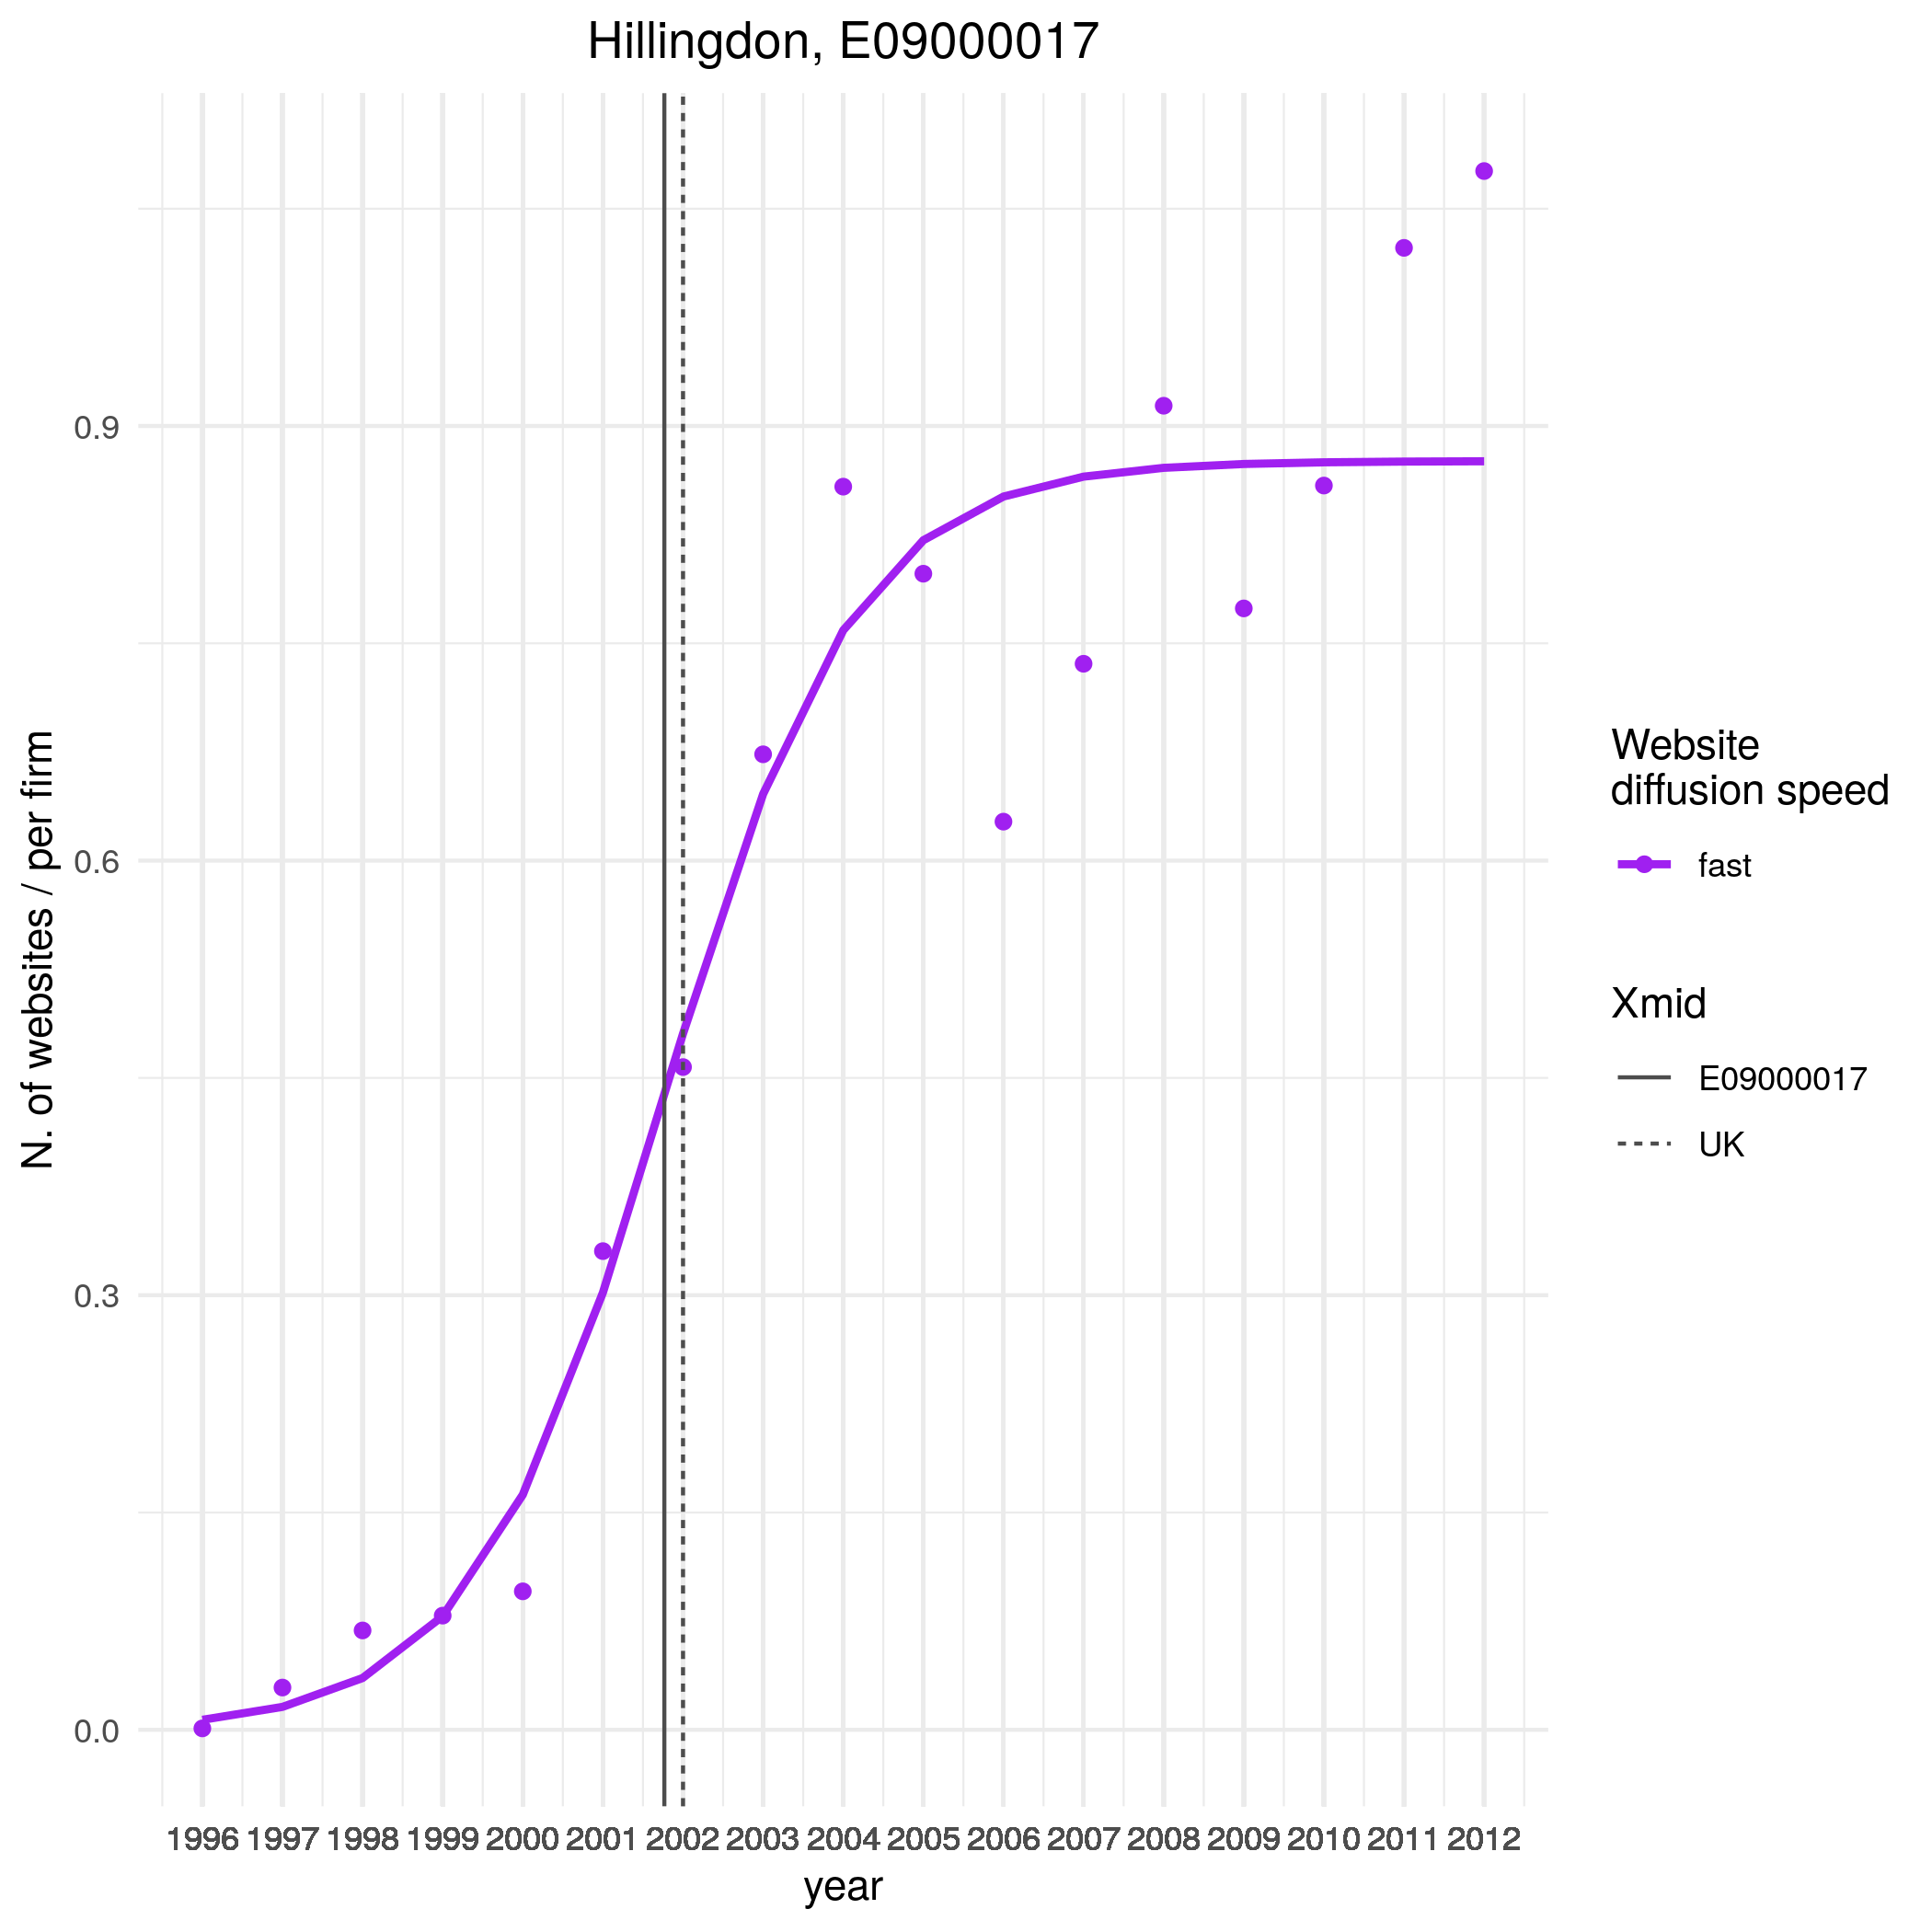 Hillingdon, E09000017
N. of websites / per firm
0.9
0.6
0.3
0.0
1996 1997 1998 1999 2000 2001 2002 2003 2004 2005 2006 2007 2008 2009 2010 2011 2012
year
Website
diffusion speed
fast
Xmid
E09000017
UK